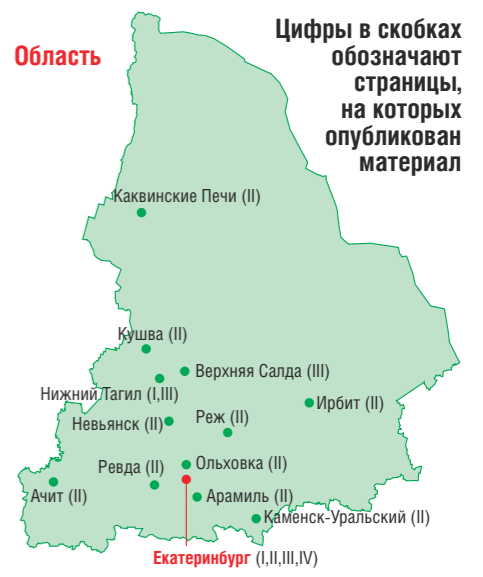 Цифры в скобках
обозначают
страницы,
на которых
опубликован
материал
Область
Каквинские Печи (II)
Кушва (II)
Верхняя Салда (III)
Нижний Тагил (I,III)
Ирбит (II)
Невьянск (II)
Реж (II)
Ревда (II)
Ольховка (II)
Ачит (II)
Арамиль (II)
Каменск-Уральский (II)
Екатеринбург (I,II,III,IV)